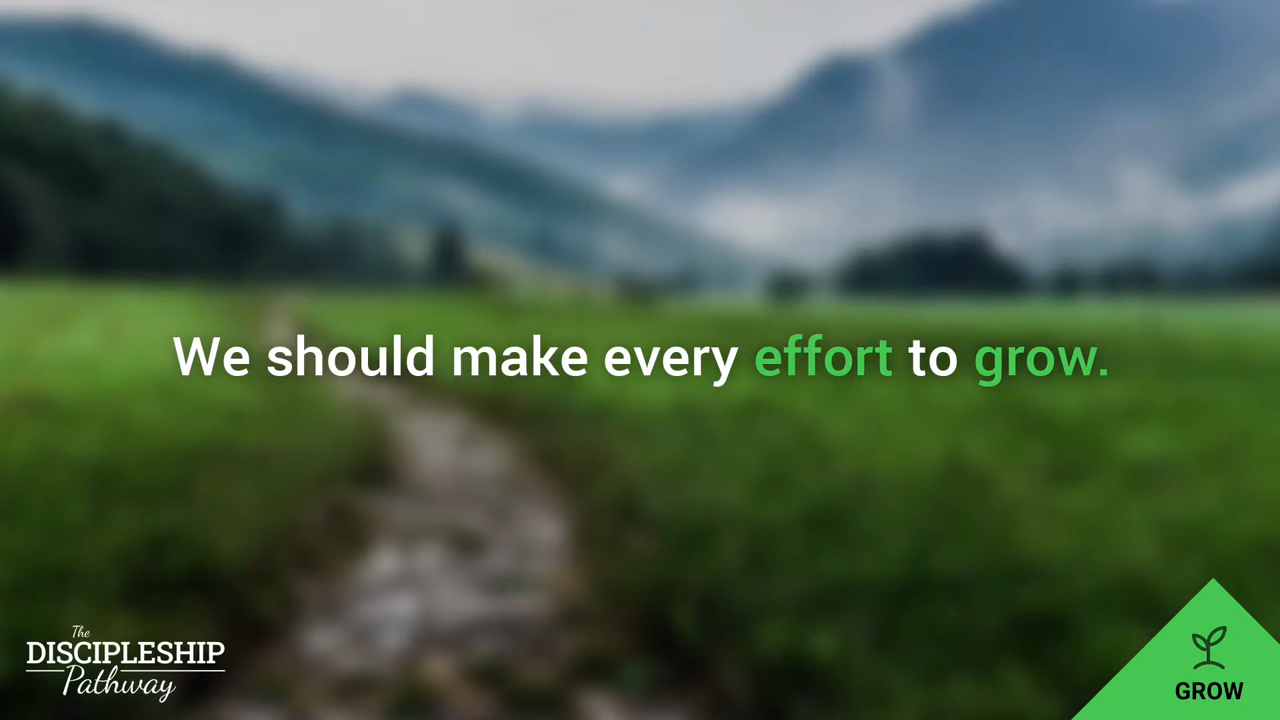 We should make every effort to grow.
The
DISCIPLESHIP
Pathway
GROW